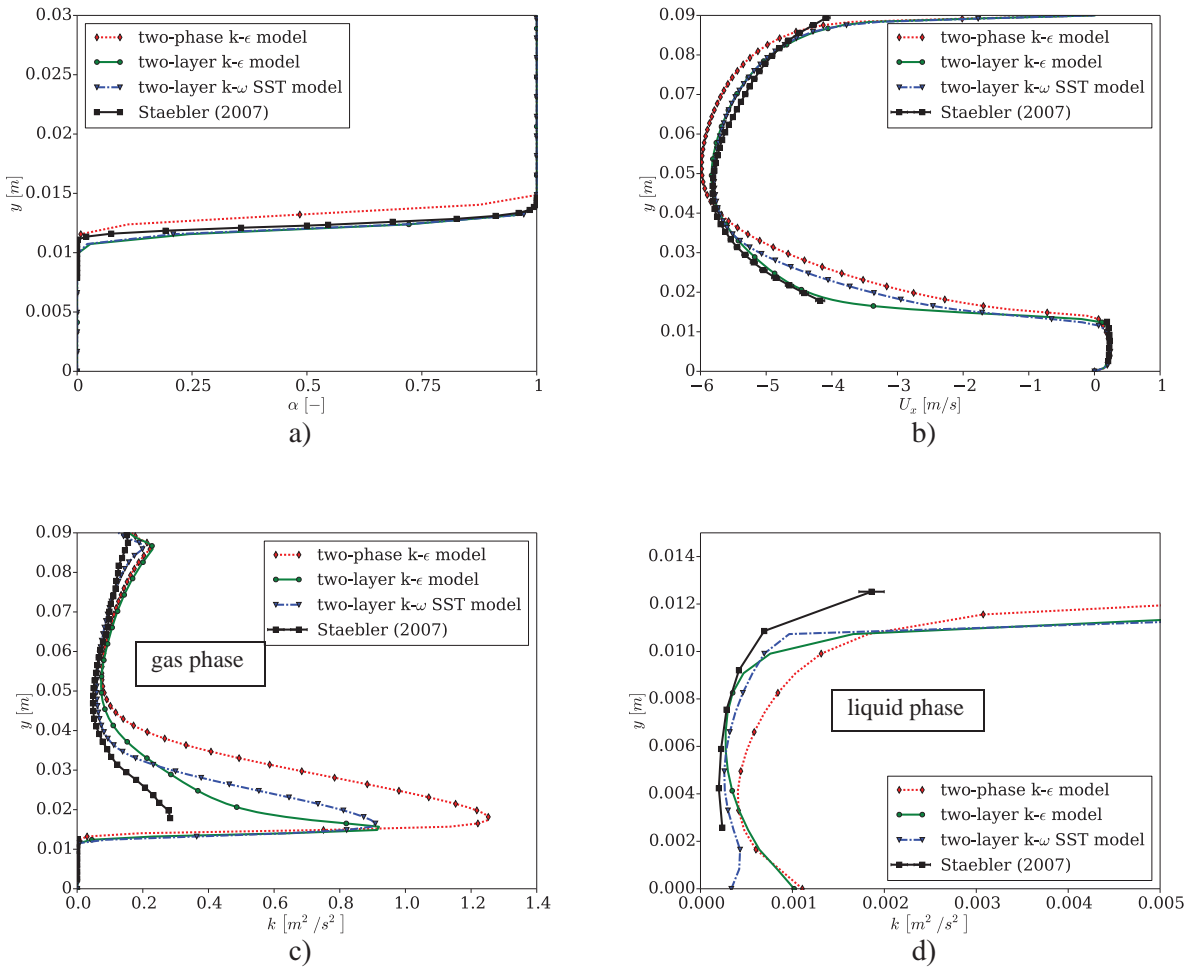 0.03
0.025
0.02
0.015
0.01
0.005
0
y [m]
two-phase k-ϵ model
two-layer k-ϵ model
two-layer k-ω SST model
Staebler (2007)
0 0.25 0.5 0.75 1
α [−]
a)
0.09
0.08
0.07
0.06
0.05
0.04
0.03
0.02
0.01
0
y [m]
two-phase k-ϵ model
two-layer k-ϵ model
two-layer k-ω SST model
Staebler (2007)
−6 −5 −4 −3 −2 −1 0 1
U_x [m/s]
b)
0.09
0.08
0.07
0.06
0.05
0.04
0.03
0.02
0.01
0
y [m]
two-phase k-ϵ model
two-layer k-ϵ model
two-layer k-ω SST model
Staebler (2007)
gas phase
0.0 0.2 0.4 0.6 0.8 1.0 1.2 1.4
k [m²/s²]
c)
0.014
0.012
0.010
0.008
0.006
0.004
0.002
0.000
y [m]
liquid phase
two-phase k-ϵ model
two-layer k-ϵ model
two-layer k-ω SST model
Staebler (2007)
0.000 0.001 0.002 0.003 0.004 0.005
k [m²/s²]
d)